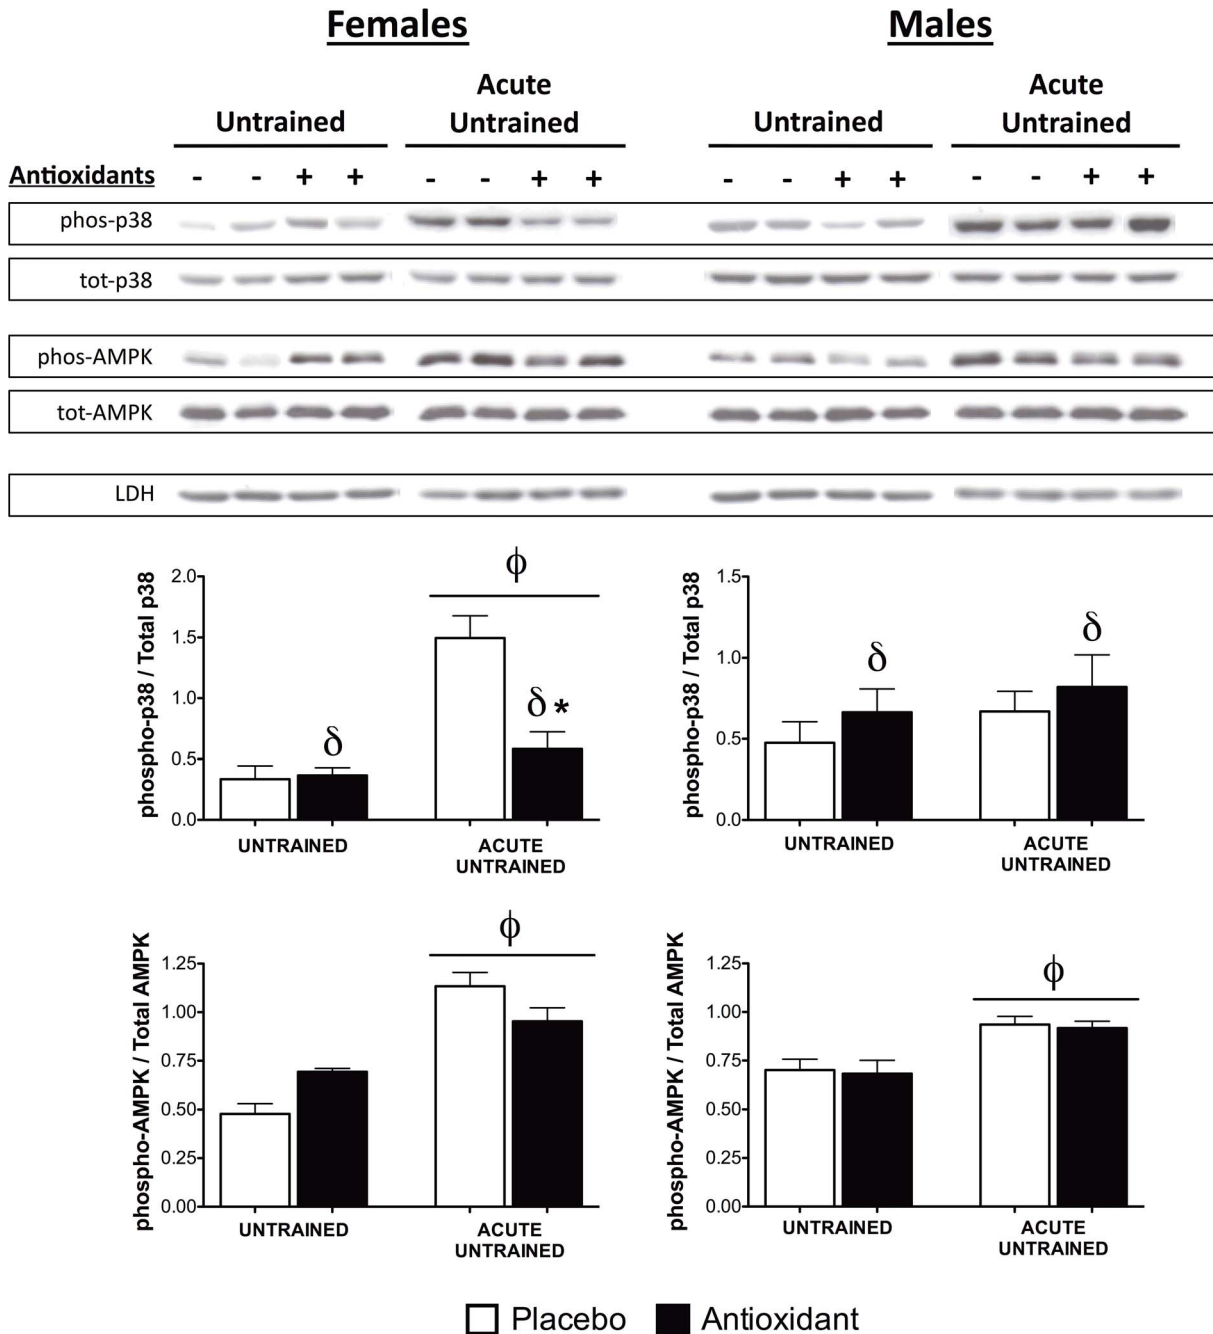 Females Males
Acute Acute
Untrained Untrained Untrained Untrained
Antioxidants - - + + - - + + - - + + - - + +
phos-p38
tot-p38
phos-AMPK
tot-AMPK
LDH
phospho-p38 / Total p38
2.0
1.5
1.0
0.5
0.0
δ
ϕ
δ *
UNTRAINED
ACUTE
UNTRAINED
phospho-p38 / Total p38
1.5
1.0
0.5
0.0
δ
δ
UNTRAINED
ACUTE
UNTRAINED
phospho-AMPK / Total AMPK
1.25
1.00
0.75
0.50
0.25
0.00
ϕ
UNTRAINED
ACUTE
UNTRAINED
phospho-AMPK / Total AMPK
1.25
1.00
0.75
0.50
0.25
0.00
ϕ
UNTRAINED
ACUTE
UNTRAINED
Placebo Antioxidant